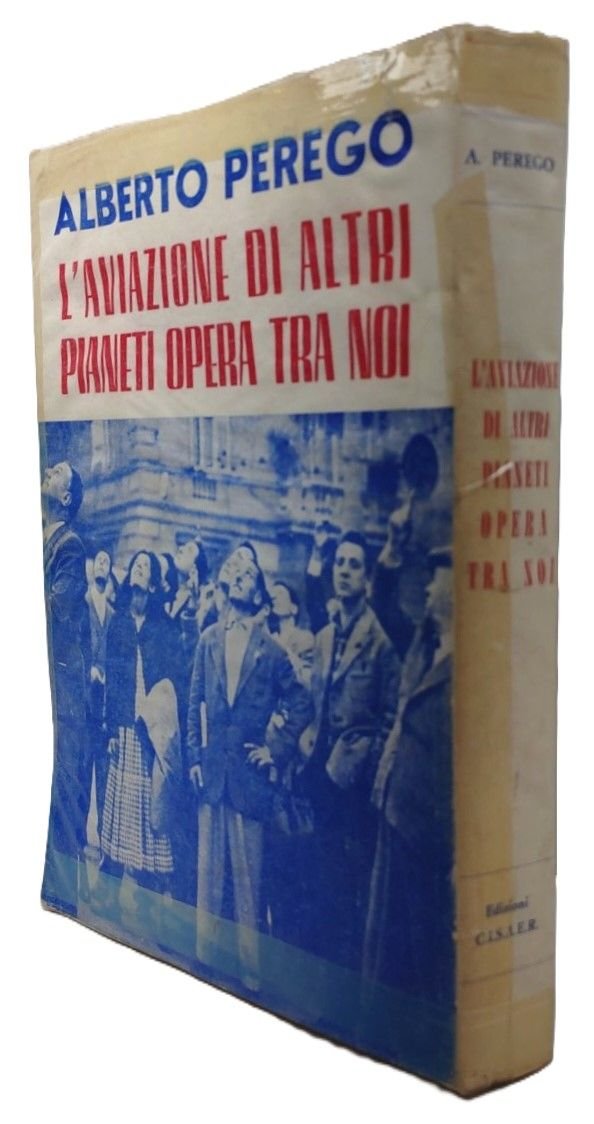 ALBERTO PEREGO
L'AVIAZIONE DI ALTRI
PIANETI OPERA TRA NOI
A. PEREGO
L'AVIAZIONE
DI ALTRI
PIANETI
OPERA
TRA NOI
Edizioni
C.I.S.A.E.R.